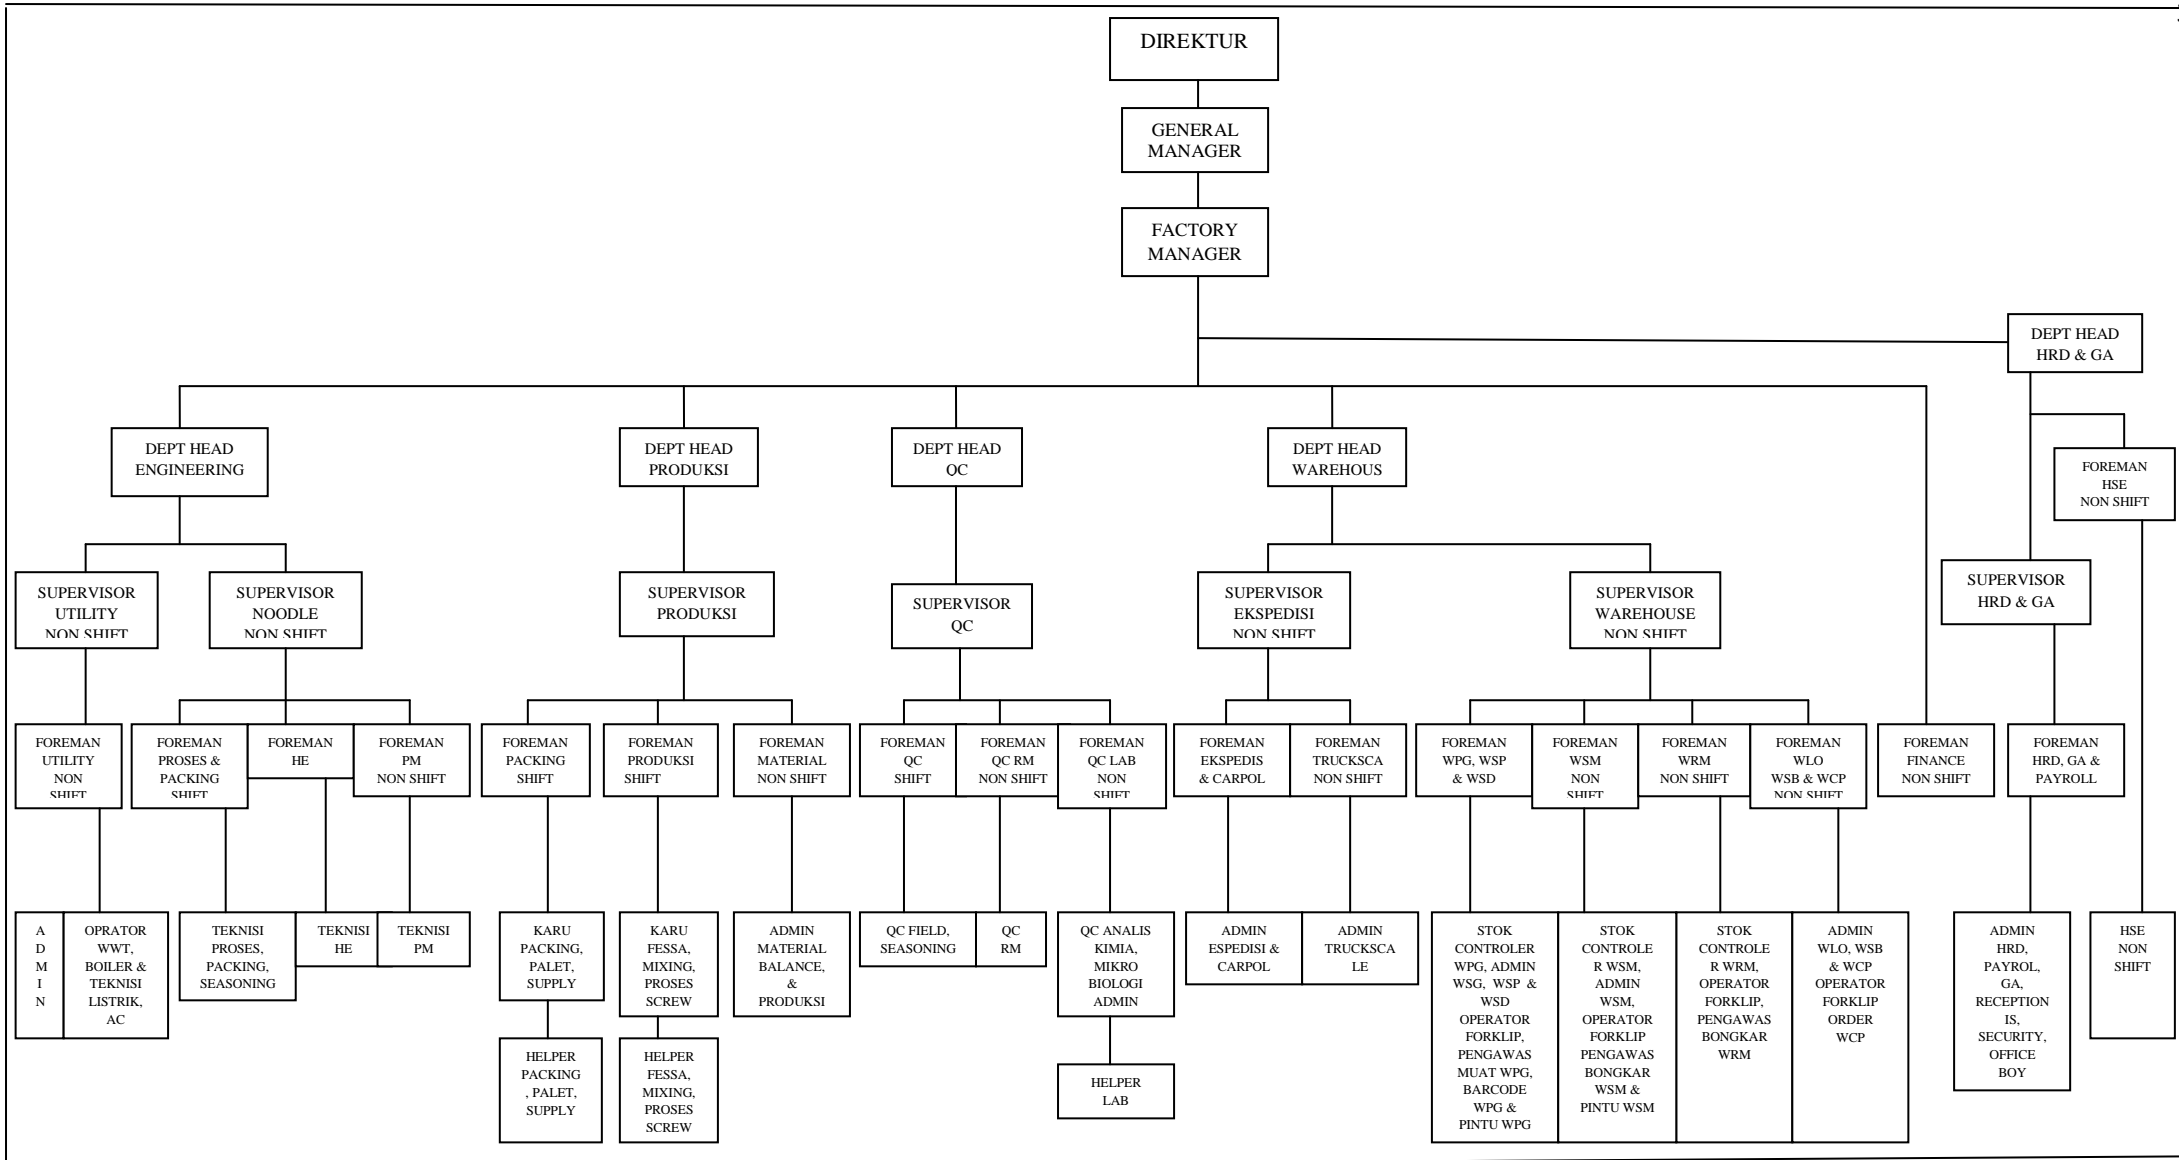 DIREKTUR
GENERAL
MANAGER
FACTORY
MANAGER
DEPT HEAD
HRD & GA
DEPT HEAD
ENGINEERING
DEPT HEAD
PRODUKSI
DEPT HEAD
QC
DEPT HEAD
WAREHOUS
FOREMAN
HSE
NON SHIFT
SUPERVISOR
UTILITY
NON SHIFT
SUPERVISOR
NOODLE
NON SHIFT
SUPERVISOR
PRODUKSI
SUPERVISOR
QC
SUPERVISOR
EKSPEDISI
NON SHIFT
SUPERVISOR
WAREHOUSE
NON SHIFT
SUPERVISOR
HRD & GA
FOREMAN
UTILITY
NON
SHIFT
FOREMAN
PROSES &
PACKING
SHIFT
FOREMAN
HE
FOREMAN
PM
NON SHIFT
FOREMAN
PACKING
SHIFT
FOREMAN
PRODUKSI
SHIFT
FOREMAN
MATERIAL
NON SHIFT
FOREMAN
QC
SHIFT
FOREMAN
QC RM
NON SHIFT
FOREMAN
QC LAB
NON
SHIFT
FOREMAN
EKSPEDIS
& CARPOL
FOREMAN
TRUCKSCA
NON SHIFT
FOREMAN
WPG, WSP
& WSD
FOREMAN
WSM
NON
SHIFT
FOREMAN
WRM
NON SHIFT
FOREMAN
WLO
WSB & WCP
NON SHIFT
FOREMAN
FINANCE
NON SHIFT
FOREMAN
HRD, GA &
PAYROLL
A
D
M
I
N
OPRATOR
WWT,
BOILER &
TEKNISI
LISTRIK,
AC
TEKNISI
PROSES,
PACKING,
SEASONING
TEKNISI
HE
TEKNISI
PM
KARU
PACKING,
PALET,
SUPPLY
KARU
FESSA,
MIXING,
PROSES
SCREW
ADMIN
MATERIAL
BALANCE,
&
PRODUKSI
QC FIELD,
SEASONING
QC
RM
QC ANALIS
KIMIA,
MIKRO
BIOLOGI
ADMIN
ADMIN
ESPEDISI &
CARPOL
ADMIN
TRUCKSCA
LE
STOK
CONTROLER
WPG, ADMIN
WSG, WSP &
WSD
OPERATOR
FORKLIP,
PENGAWAS
MUAT WPG,
BARCODE
WPG &
PINTU WPG
STOK
CONTROLE
R WSM,
ADMIN
WSM,
OPERATOR
FORKLIP
PENGAWAS
BONGKAR
WSM &
PINTU WSM
STOK
CONTROLE
R WRM,
OPERATOR
FORKLIP,
PENGAWAS
BONGKAR
WRM
ADMIN
WLO, WSB
& WCP
OPERATOR
FORKLIP
ORDER
WCP
ADMIN
HRD,
PAYROL,
GA,
RECEPTION
IS,
SECURITY,
OFFICE
BOY
HSE
NON
SHIFT
HELPER
PACKING
, PALET,
SUPPLY
HELPER
FESSA,
MIXING,
PROSES
SCREW
HELPER
LAB